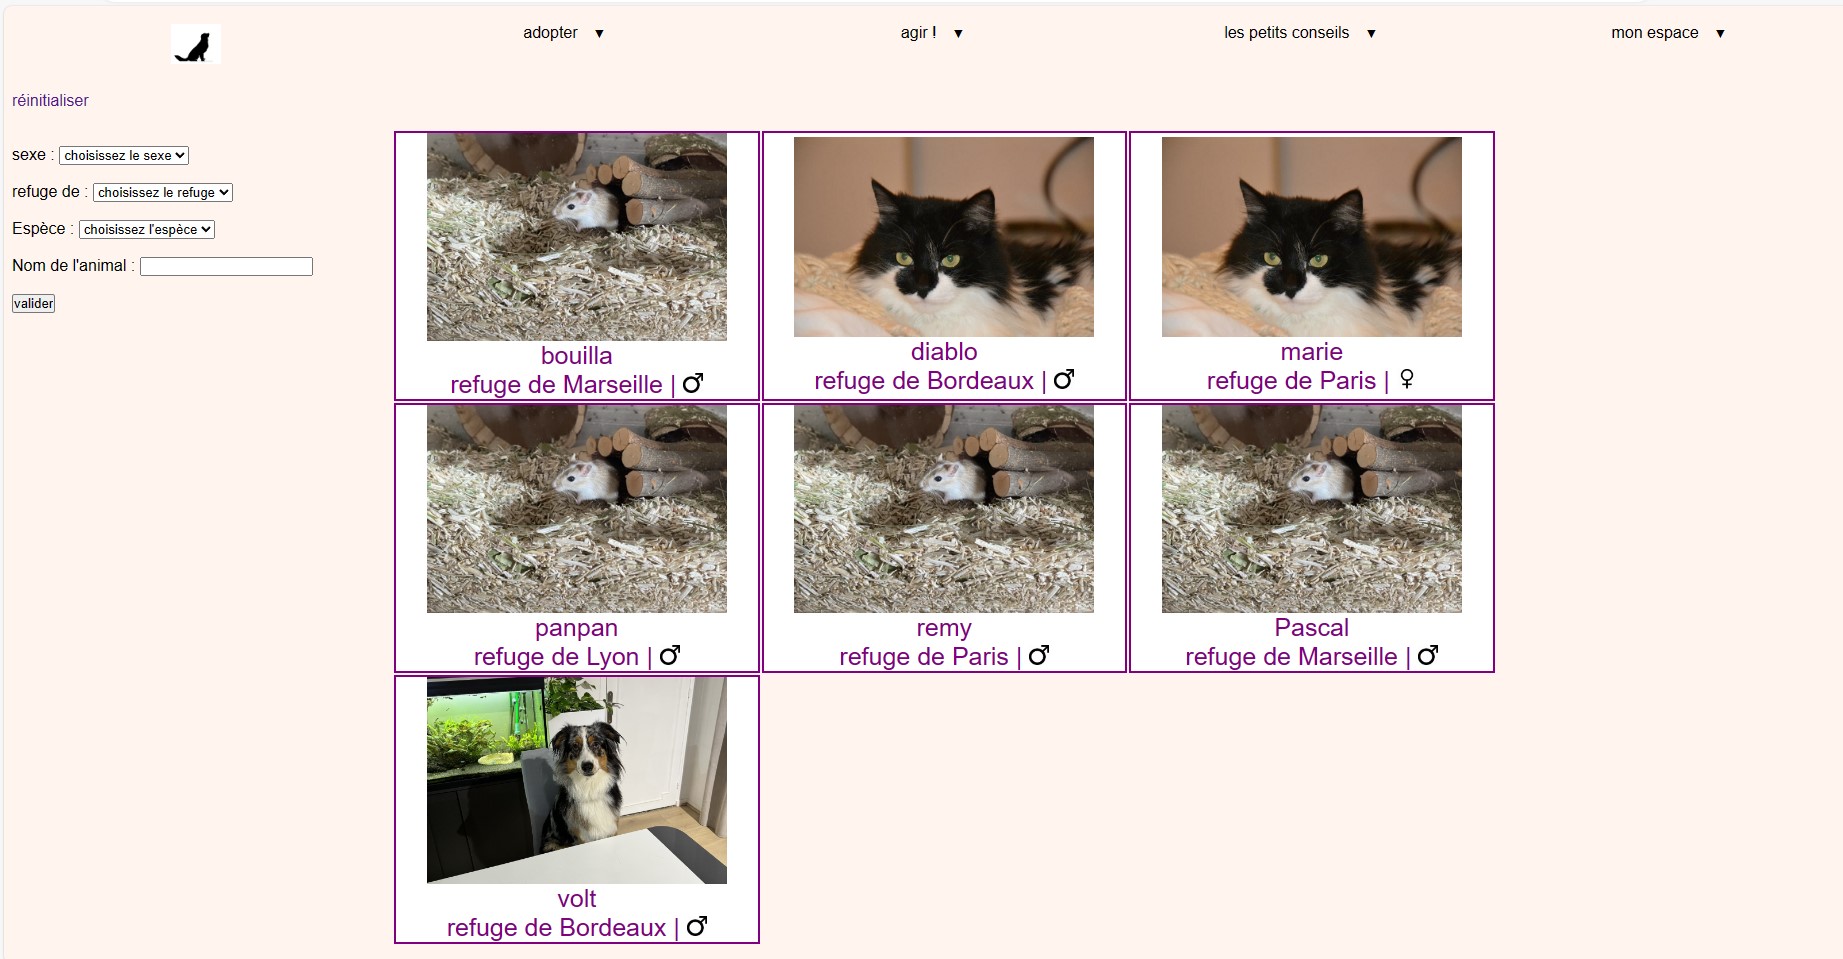 adopter ▼
agir ! ▼
les petits conseils ▼
mon espace ▼
réinitialiser
sexe : choisissez le sexe
refuge de : choisissez le refuge
Espèce : choisissez l'espèce
Nom de l'animal :
valider
bouilla
refuge de Marseille | ♂
diablo
refuge de Bordeaux | ♂
marie
refuge de Paris | ♀
panpan
refuge de Lyon | ♂
remy
refuge de Paris | ♂
Pascal
refuge de Marseille | ♂
volt
refuge de Bordeaux | ♂